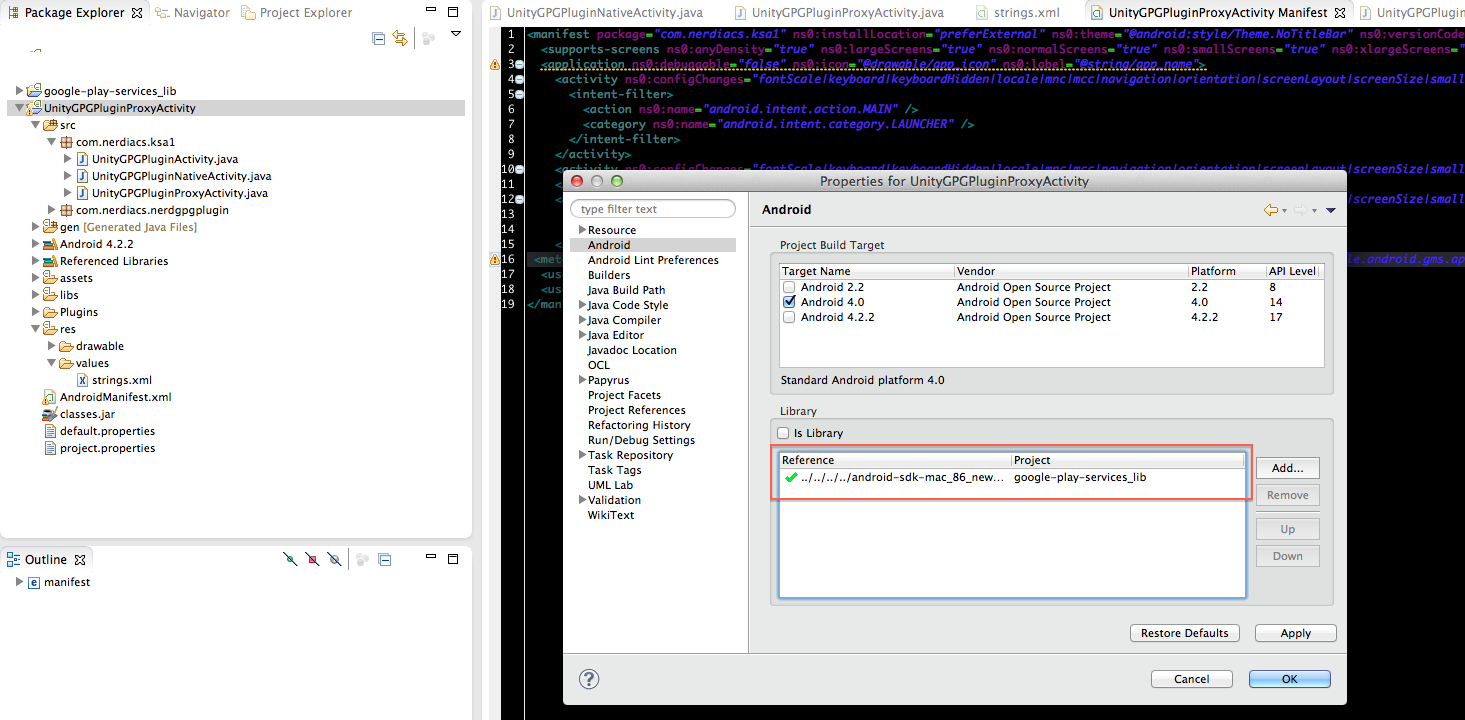 Package Explorer
Navigator
Project Explorer
google-play-services_lib
UnityGPGPluginProxyActivity
src
com.nerdiacs.ksa1
UnityGPGPluginActivity.java
UnityGPGPluginNativeActivity.java
UnityGPGPluginProxyActivity.java
com.nerdiacs.nerdgpgplugin
gen [Generated Java Files]
Android 4.2.2
Referenced Libraries
assets
libs
Plugins
res
drawable
values
strings.xml
AndroidManifest.xml
classes.jar
default.properties
project.properties
Outline
manifest
UnityGPGPluginNativeActivity.java
UnityGPGPluginProxyActivity.java
strings.xml
UnityGPGPluginProxyActivity Manifest
UnityGPGPlugin
1 <manifest package="com.nerdiacs.ksa1" ns0:installLocation="preferExternal" ns0:theme="@android:style/Theme.NoTitleBar" ns0:versionCode
2 <supports-screens ns0:anyDensity="true" ns0:largeScreens="true" ns0:normalScreens="true" ns0:smallScreens="true" ns0:xlargeScreens="
3 <application ns0:debuggable="false" ns0:icon="@drawable/app_icon" ns0:label="@string/app_name">
4 <activity ns0:configChanges="fontScale|keyboard|keyboardHidden|locale|mnc|mcc|navigation|orientation|screenLayout|screenSize|small
5 <intent-filter>
6 <action ns0:name="android.intent.action.MAIN" />
7 <category ns0:name="android.intent.category.LAUNCHER" />
8 </intent-filter>
9 </activity>
10 <activity ns0:configChanges="fontScale|keyboard|keyboardHidden|locale|mnc|mcc|navigation|orientation|screenLayout|screenSize|small
11 <
12 < screenSize|small
13
14
15 <
16 <met le.android.gms.ap
17 <us
18 <us
19 </man
Properties for UnityGPGPluginProxyActivity
type filter text
Resource
Android
Android Lint Preferences
Builders
Java Build Path
Java Code Style
Java Compiler
Java Editor
Javadoc Location
OCL
Papyrus
Project Facets
Project References
Refactoring History
Run/Debug Settings
Task Repository
Task Tags
UML Lab
Validation
WikiText
Android
Project Build Target
Target Name Vendor Platform API Level
Android 2.2 Android Open Source Project 2.2 8
Android 4.0 Android Open Source Project 4.0 14
Android 4.2.2 Android Open Source Project 4.2.2 17
Standard Android platform 4.0
Library
Is Library
Reference Project
../../../../android-sdk-mac_86_new... google-play-services_lib
Add...
Remove
Up
Down
Restore Defaults
Apply
?
Cancel
OK